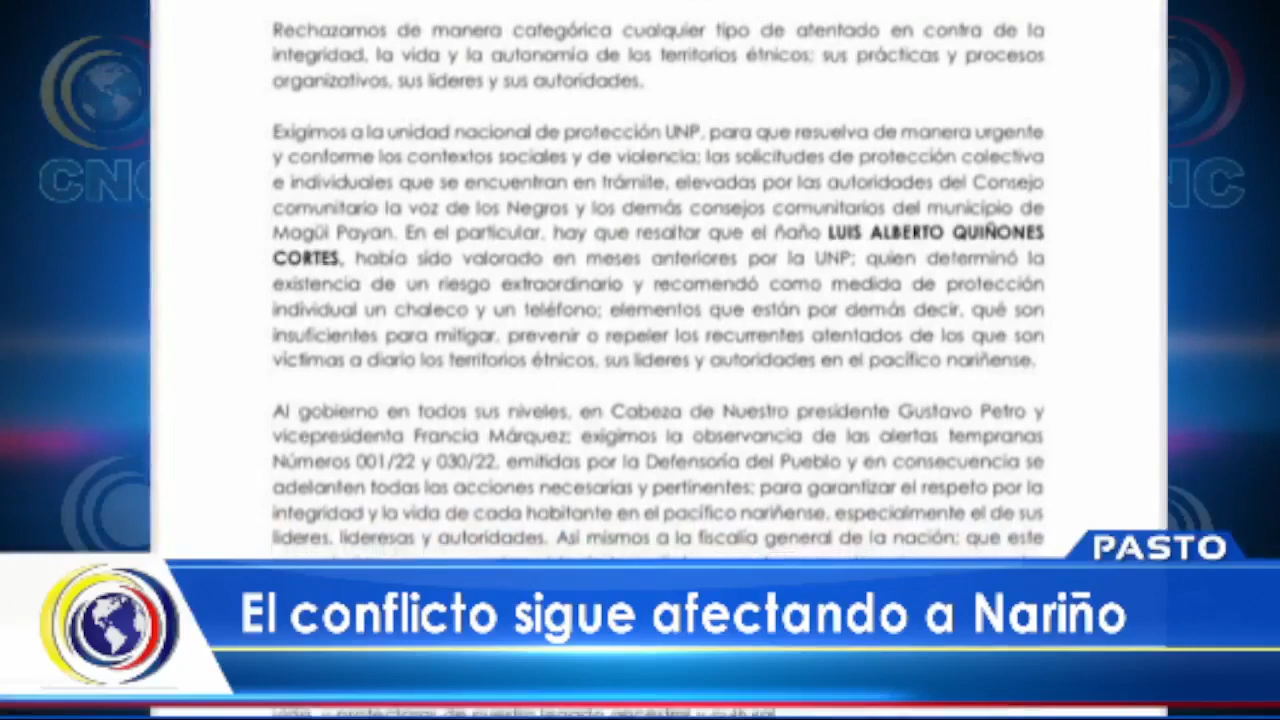 Rechazamos de manera categórica cualquier tipo de atentado en contra de la
integridad, la vida y la autonomía de los territorios étnicos; sus prácticas y procesos
organizativos, sus lideres y sus autoridades.
Exigimos a la unidad nacional de protección UNP, para que resuelva de manera urgente
y conforme los contextos sociales y de violencia; las solicitudes de protección colectiva
e individuales que se encuentran en trámite, elevadas por las autoridades del Consejo
comunitario la voz de los Negros y los demás consejos comunitarios del municipio de
Magüí Payan. En el particular, hay que resaltar que el ñaño LUIS ALBERTO QUIÑONES
CORTES, había sido valorado en meses anteriores por la UNP; quien determinó la
existencia de un riesgo extraordinario y recomendó como medida de protección
individual un chaleco y un teléfono; elementos que están por demás decir, qué son
insuficientes para mitigar, prevenir o repeler los recurrentes atentados de los que son
victimas a diario los territorios étnicos, sus lideres y autoridades en el pacífico nariñense.
Al gobierno en todos sus niveles, en Cabeza de Nuestro presidente Gustavo Petro y
vicepresidenta Francia Márquez; exigimos la observancia de las alertas tempranas
Números 001/22 y 030/22, emitidas por la Defensoría del Pueblo y en consecuencia se
adelanten todas las acciones necesarias y pertinentes; para garantizar el respeto por la
integridad y la vida de cada habitante en el pacífico nariñense, especialmente el de sus
lideres, lideresas y autoridades. Así mismos a la fiscalía general de la nación; que este
CNC
NC
PASTO
El conflicto sigue afectando a Nariño